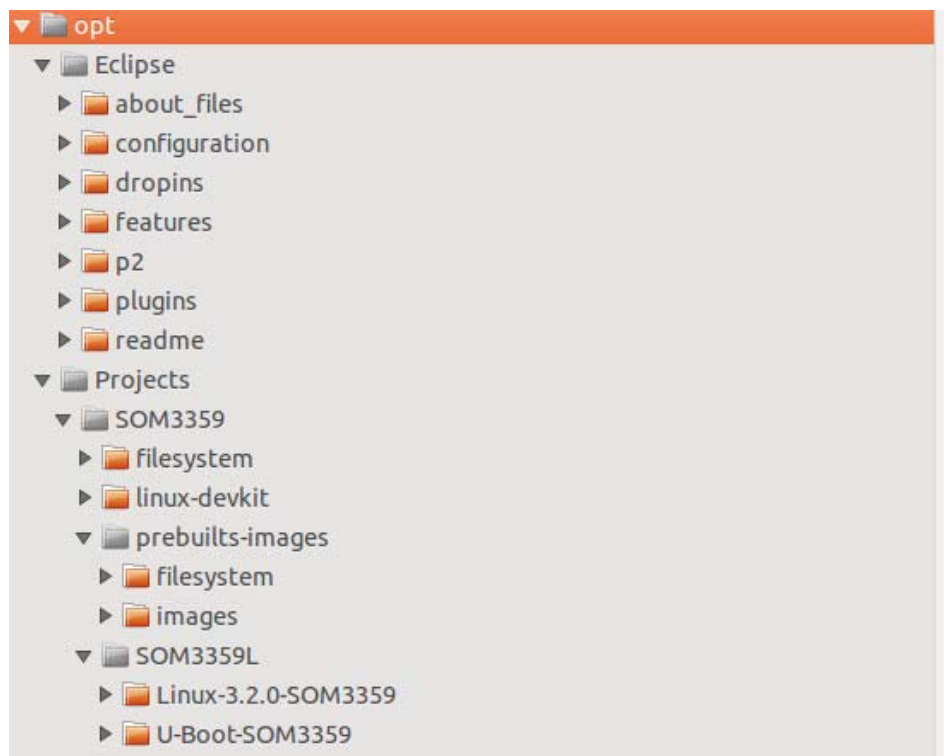 opt
Eclipse
about_files
configuration
dropins
features
p2
plugins
readme
Projects
SOM3359
filesystem
linux-devkit
prebuilts-images
filesystem
images
SOM3359L
Linux-3.2.0-SOM3359
U-Boot-SOM3359